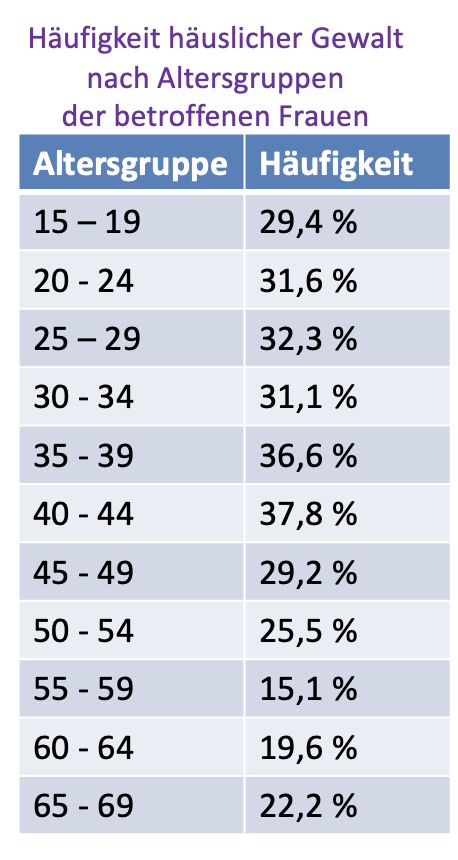 Häufigkeit häuslicher Gewalt
nach Altersgruppen
der betroffenen Frauen
Altersgruppe Häufigkeit
15 – 19 29,4 %
20 - 24 31,6 %
25 – 29 32,3 %
30 - 34 31,1 %
35 - 39 36,6 %
40 - 44 37,8 %
45 - 49 29,2 %
50 - 54 25,5 %
55 - 59 15,1 %
60 - 64 19,6 %
65 - 69 22,2 %